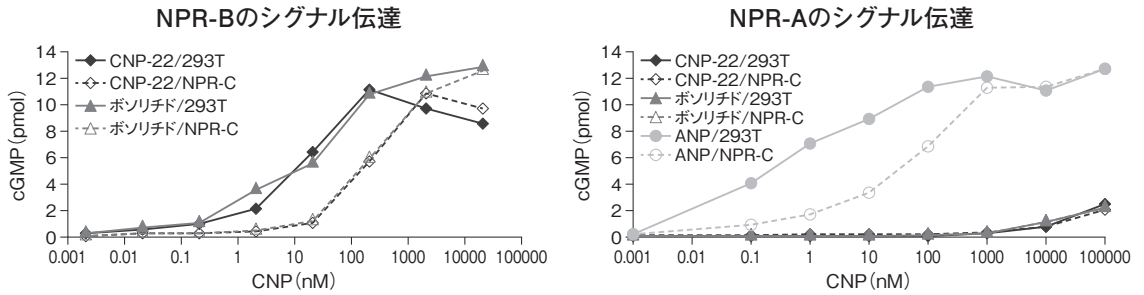 NPR-Bのシグナル伝達
14
12
10
8
6
4
2
0
cGMP(pmol)
CNP-22/293T
CNP-22/NPR-C
ボソリチド/293T
ボソリチド/NPR-C
0.001 0.01 0.1 1 10 100 1000 10000 100000
CNP(nM)
NPR-Aのシグナル伝達
14
12
10
8
6
4
2
0
cGMP(pmol)
CNP-22/293T
CNP-22/NPR-C
ボソリチド/293T
ボソリチド/NPR-C
ANP/293T
ANP/NPR-C
0.001 0.01 0.1 1 10 100 1000 10000 100000
CNP(nM)